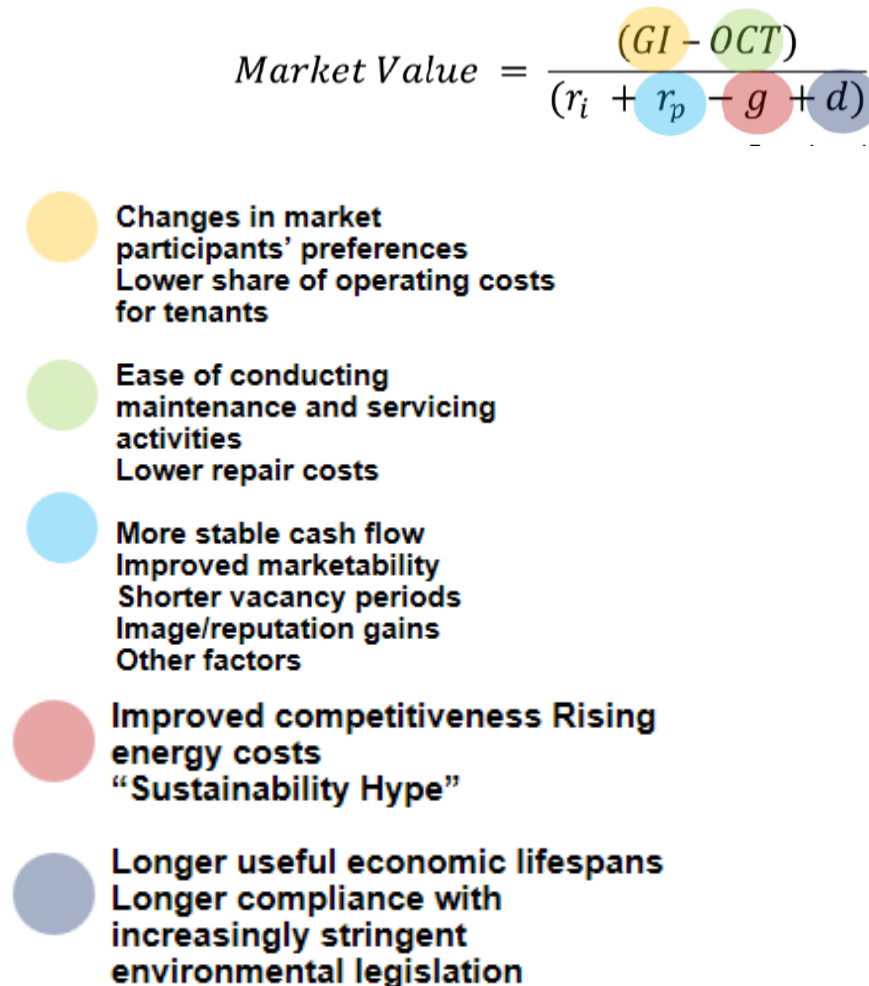 (GI – OCT)
Market Value =
(rᵢ + rₚ – g + d)
Changes in market
participants’ preferences
Lower share of operating costs
for tenants
Ease of conducting
maintenance and servicing
activities
Lower repair costs
More stable cash flow
Improved marketability
Shorter vacancy periods
Image/reputation gains
Other factors
Improved competitiveness Rising
energy costs
“Sustainability Hype”
Longer useful economic lifespans
Longer compliance with
increasingly stringent
environmental legislation